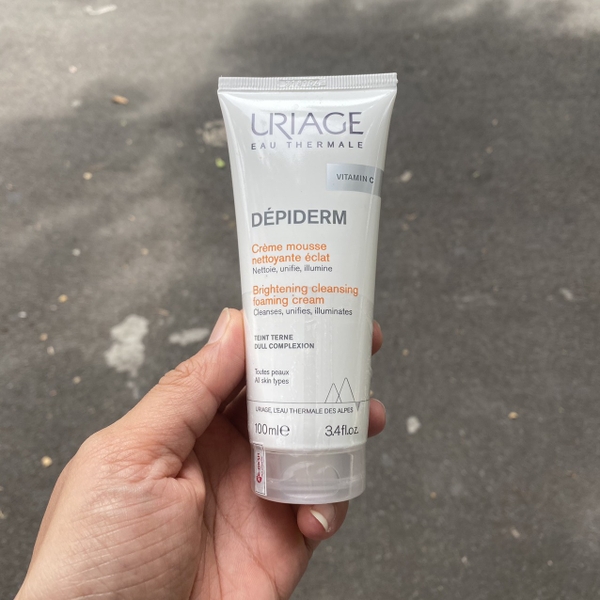 URIAGE
EAU THERMALE
VITAMIN C
DÉPIDERM
Crème mousse
nettoyante éclat
Nettoie, unifie, illumine
Brightening cleansing
foaming cream
Cleanses, unifies, illuminates
TEINT TERNE
DULL COMPLEXION
Toutes peaux
All skin types
URIAGE, L'EAU THERMALE DES ALPES
100ml℮ 3.4fl.oz.